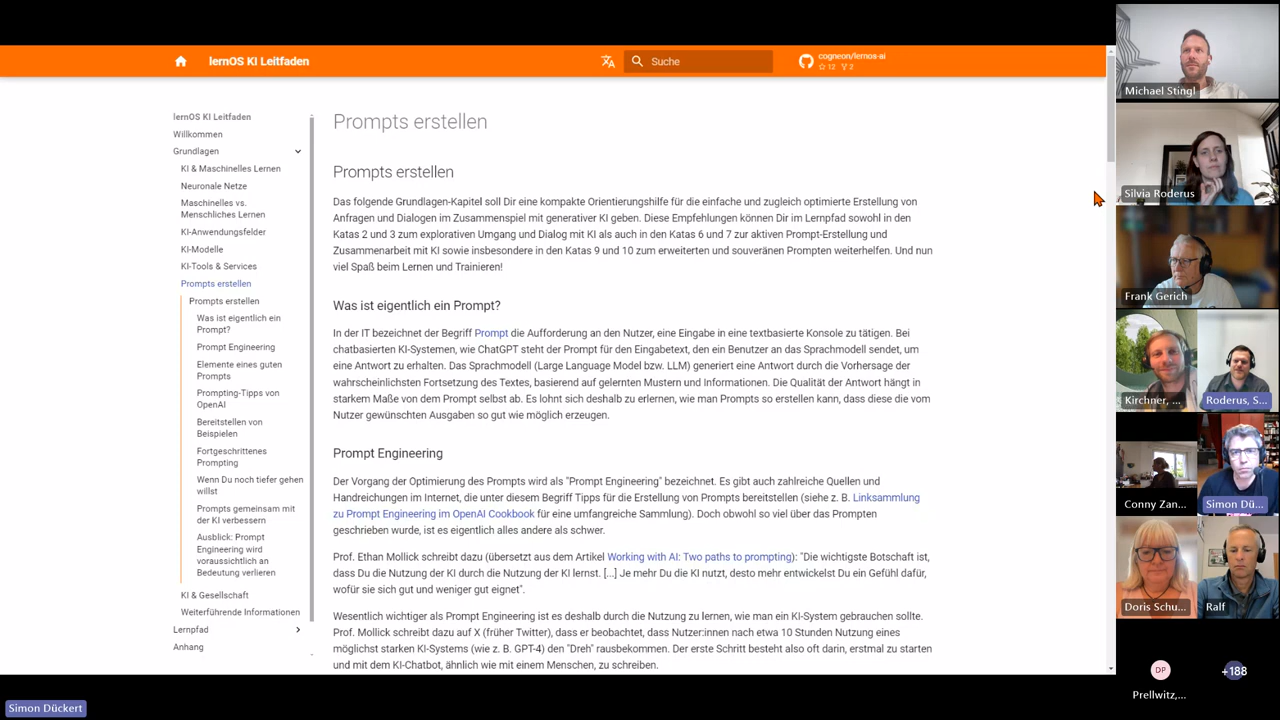 lernOS KI Leitfaden
Suche
cogneon/lernos-ai
12 2
lernOS KI Leitfaden
Willkommen
Grundlagen
KI & Maschinelles Lernen
Neuronale Netze
Maschinelles vs.
Menschliches Lernen
KI-Anwendungsfelder
KI-Modelle
KI-Tools & Services
Prompts erstellen
Prompts erstellen
Was ist eigentlich ein
Prompt?
Prompt Engineering
Elemente eines guten
Prompts
Prompting-Tipps von
OpenAI
Bereitstellen von
Beispielen
Fortgeschrittenes
Prompting
Wenn Du noch tiefer gehen
willst
Prompts gemeinsam mit
der KI verbessern
Ausblick: Prompt
Engineering wird
voraussichtlich an
Bedeutung verlieren
KI & Gesellschaft
Weiterführende Informationen
Lernpfad
Anhang
Prompts erstellen
Prompts erstellen
Das folgende Grundlagen-Kapitel soll Dir eine kompakte Orientierungshilfe für die einfache und zugleich optimierte Erstellung von
Anfragen und Dialogen im Zusammenspiel mit generativer KI geben. Diese Empfehlungen können Dir im Lernpfad sowohl in den
Katas 2 und 3 zum explorativen Umgang und Dialog mit KI als auch in den Katas 6 und 7 zur aktiven Prompt-Erstellung und
Zusammenarbeit mit KI sowie insbesondere in den Katas 9 und 10 zum erweiterten und souveränen Prompten weiterhelfen. Und nun
viel Spaß beim Lernen und Trainieren!
Was ist eigentlich ein Prompt?
In der IT bezeichnet der Begriff Prompt die Aufforderung an den Nutzer, eine Eingabe in eine textbasierte Konsole zu tätigen. Bei
chatbasierten KI-Systemen, wie ChatGPT steht der Prompt für den Eingabetext, den ein Benutzer an das Sprachmodell sendet, um
eine Antwort zu erhalten. Das Sprachmodell (Large Language Model bzw. LLM) generiert eine Antwort durch die Vorhersage der
wahrscheinlichsten Fortsetzung des Textes, basierend auf gelernten Mustern und Informationen. Die Qualität der Antwort hängt in
starkem Maße von dem Prompt selbst ab. Es lohnt sich deshalb zu erlernen, wie man Prompts so erstellen kann, dass diese die vom
Nutzer gewünschten Ausgaben so gut wie möglich erzeugen.
Prompt Engineering
Der Vorgang der Optimierung des Prompts wird als "Prompt Engineering" bezeichnet. Es gibt auch zahlreiche Quellen und
Handreichungen im Internet, die unter diesem Begriff Tipps für die Erstellung von Prompts bereitstellen (siehe z. B. Linksammlung
zu Prompt Engineering im OpenAI Cookbook für eine umfangreiche Sammlung). Doch obwohl so viel über das Prompten
geschrieben wurde, ist es eigentlich alles andere als schwer.
Prof. Ethan Mollick schreibt dazu (übersetzt aus dem Artikel Working with AI: Two paths to prompting): "Die wichtigste Botschaft ist,
dass Du die Nutzung der KI durch die Nutzung der KI lernst. [...] Je mehr Du die KI nutzt, desto mehr entwickelst Du ein Gefühl dafür,
wofür sie sich gut und weniger gut eignet".
Wesentlich wichtiger als Prompt Engineering ist es deshalb durch die Nutzung zu lernen, wie man ein KI-System gebrauchen sollte.
Prof. Mollick schreibt dazu auf X (früher Twitter), dass er beobachtet, dass Nutzer:innen nach etwa 10 Stunden Nutzung eines
möglichst starken KI-Systems (wie z. B. GPT-4) den "Dreh" rausbekommen. Der erste Schritt besteht also oft darin, erstmal zu starten
und mit dem KI-Chatbot, ähnlich wie mit einem Menschen, zu schreiben.
Michael Stingl
Silvia Roderus
Frank Gerich
Kirchner, ...
Roderus, S...
Conny Zan...
Simon Dü...
Doris Schu...
Ralf
DP
Prellwitz,...
+188
Simon Dückert